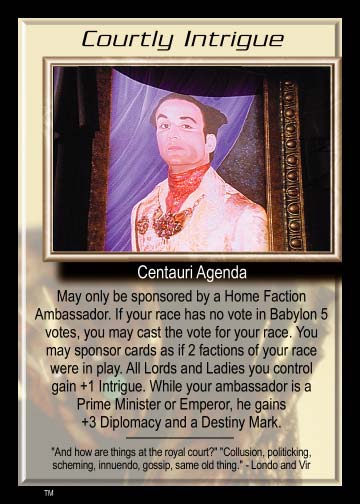 Courtly Intrigue
Centauri Agenda
May only be sponsored by a Home Faction
Ambassador. If your race has no vote in Babylon 5
votes, you may cast the vote for your race. You
may sponsor cards as if 2 factions of your race
were in play. All Lords and Ladies you control
gain +1 Intrigue. While your ambassador is a
Prime Minister or Emperor, he gains
+3 Diplomacy and a Destiny Mark.
"And how are things at the royal court?" "Collusion, politicking,
scheming, innuendo, gossip, same old thing." - Londo and Vir
TM